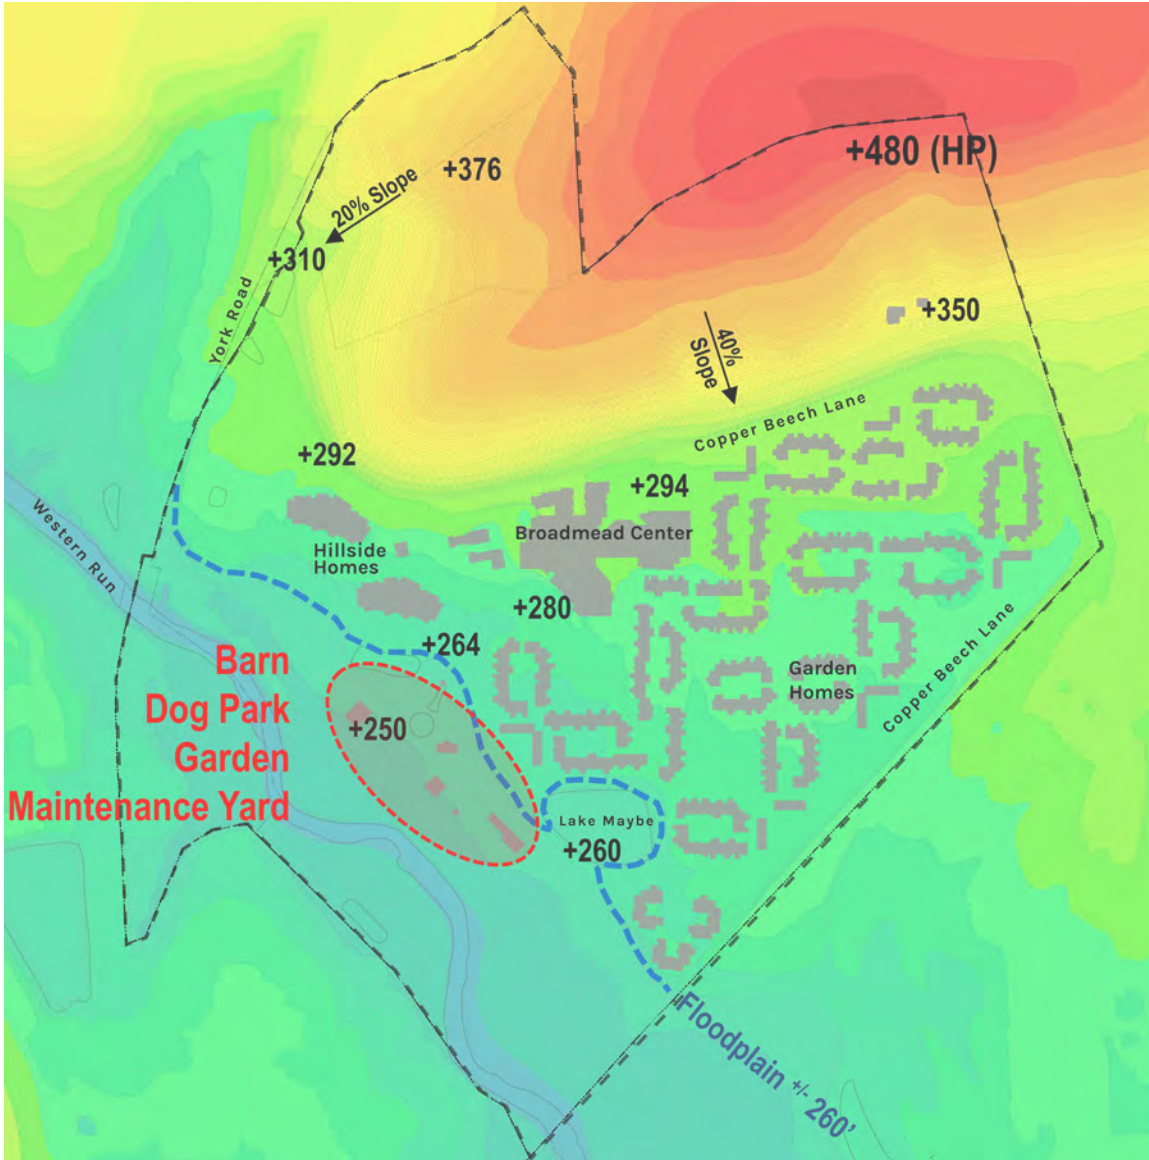 +480 (HP)
+376
20% Slope
+310
York Road
+350
40%
Slope
Copper Beech Lane
+292
+294
Western Run
Broadmead Center
Hillside
Homes
+280
+264
Barn
Dog Park
Garden
Maintenance Yard
+250
Garden
Homes
Copper Beech Lane
Lake Maybe
+260
Floodplain +/- 260'